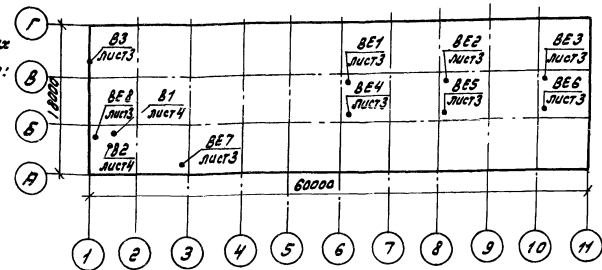 Г
В3
лист3
ВЕ1
лист3
ВЕ2
лист3
ВЕ3
лист3
их
В
18000
ВЕ8
лист3
В1
лист4
ВЕ4
лист3
ВЕ5
лист3
ВЕ6
лист3
Б
В2
лист4
ВЕ7
лист3
А
60000
1 2 3 4 5 6 7 8 9 10 11